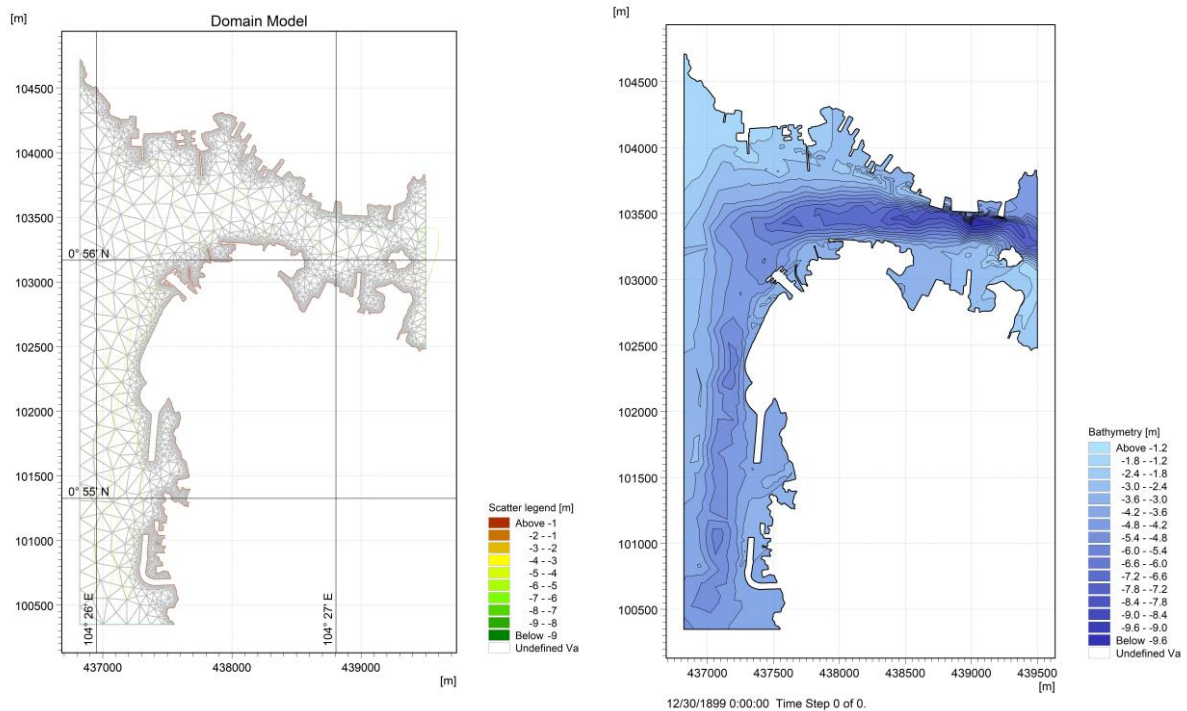 [m]
Domain Model
104500
104000
103500
0° 56' N
103000
102500
102000
101500
0° 55' N
101000
100500
104° 26' E
104° 27' E
437000
438000
439000
[m]
Scatter legend [m]
Above -1
-2 - -1
-3 - -2
-4 - -3
-5 - -4
-6 - -5
-7 - -6
-8 - -7
-9 - -8
Below -9
Undefined Va
[m]
104500
104000
103500
103000
102500
102000
101500
101000
100500
437000
437500
438000
438500
439000
439500
[m]
12/30/1899 0:00:00 Time Step 0 of 0.
Bathymetry [m]
Above -1.2
-1.8 - -1.2
-2.4 - -1.8
-3.0 - -2.4
-3.6 - -3.0
-4.2 - -3.6
-4.8 - -4.2
-5.4 - -4.8
-6.0 - -5.4
-6.6 - -6.0
-7.2 - -6.6
-7.8 - -7.2
-8.4 - -7.8
-9.0 - -8.4
-9.6 - -9.0
Below -9.6
Undefined Va